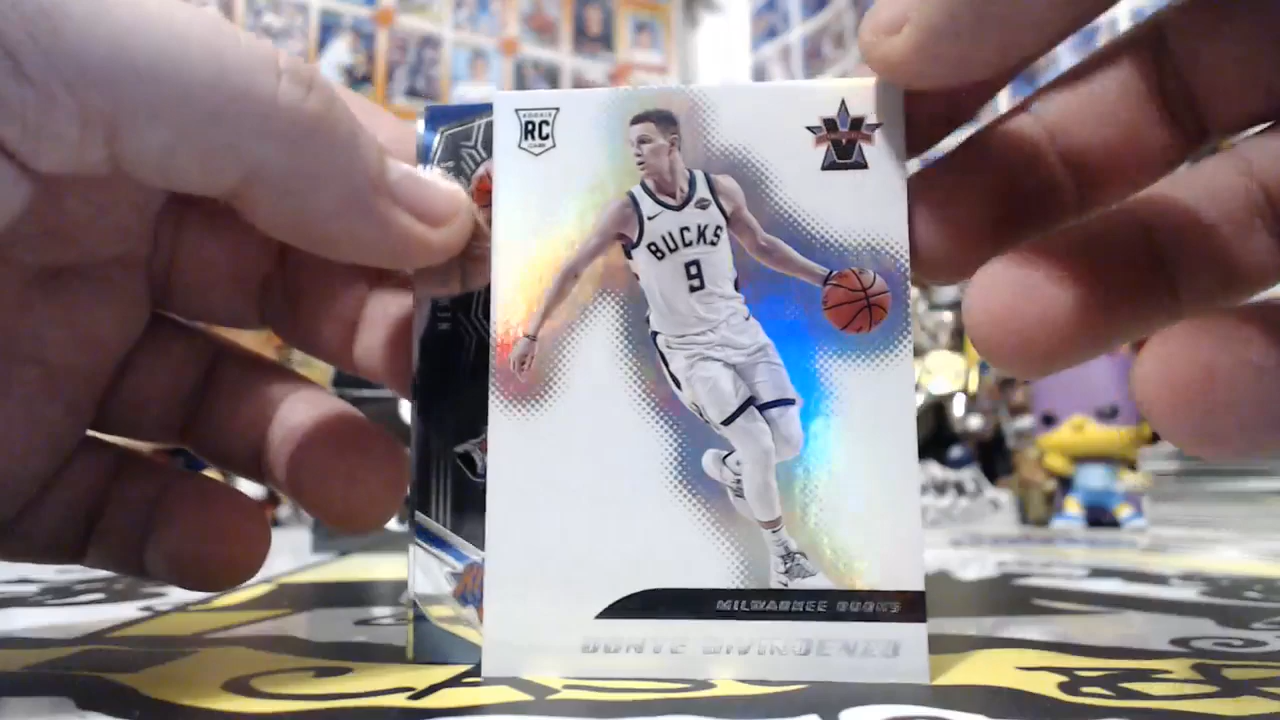 ROOKIE
RC
CARD
V
BUCKS
9
MILWAUKEE BUCKS
DONTE DIVINCENZO